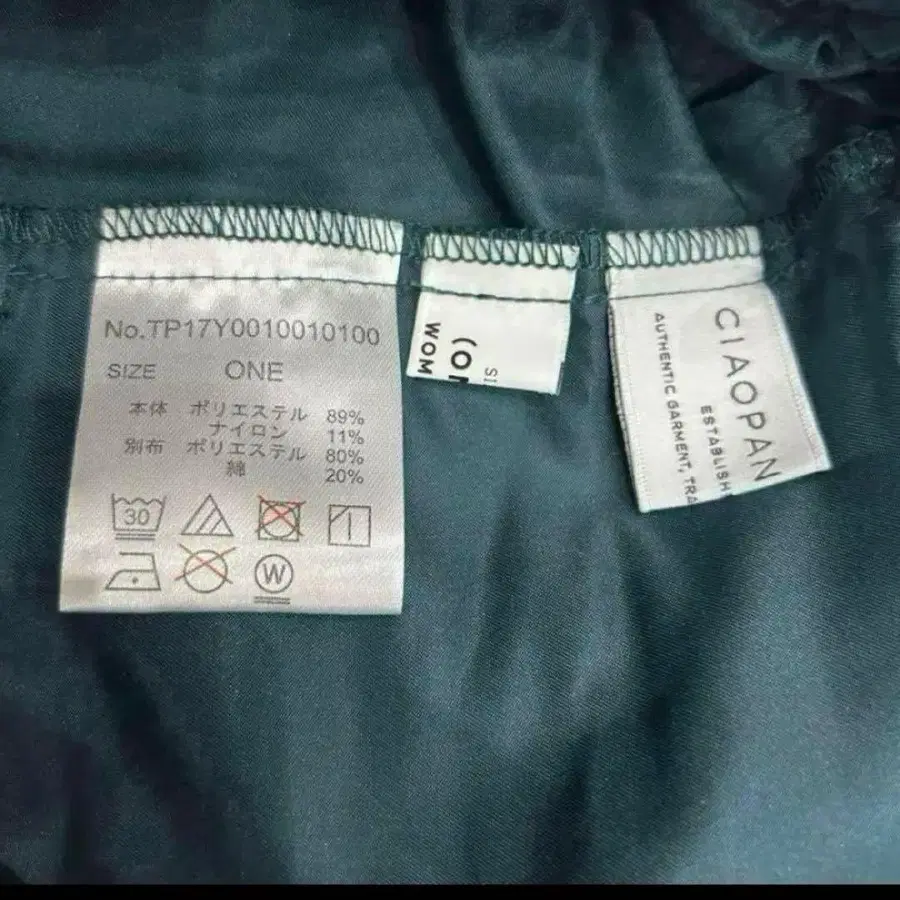 No.TP17Y0010010100
SIZE ONE
本体 ポリエステル 89%
ナイロン 11%
別布 ポリエステル 80%
綿 20%
30
W
WOM
(O
SI
CIAOPAN
ESTABLISH
AUTHENTIC GARMENT, TRA